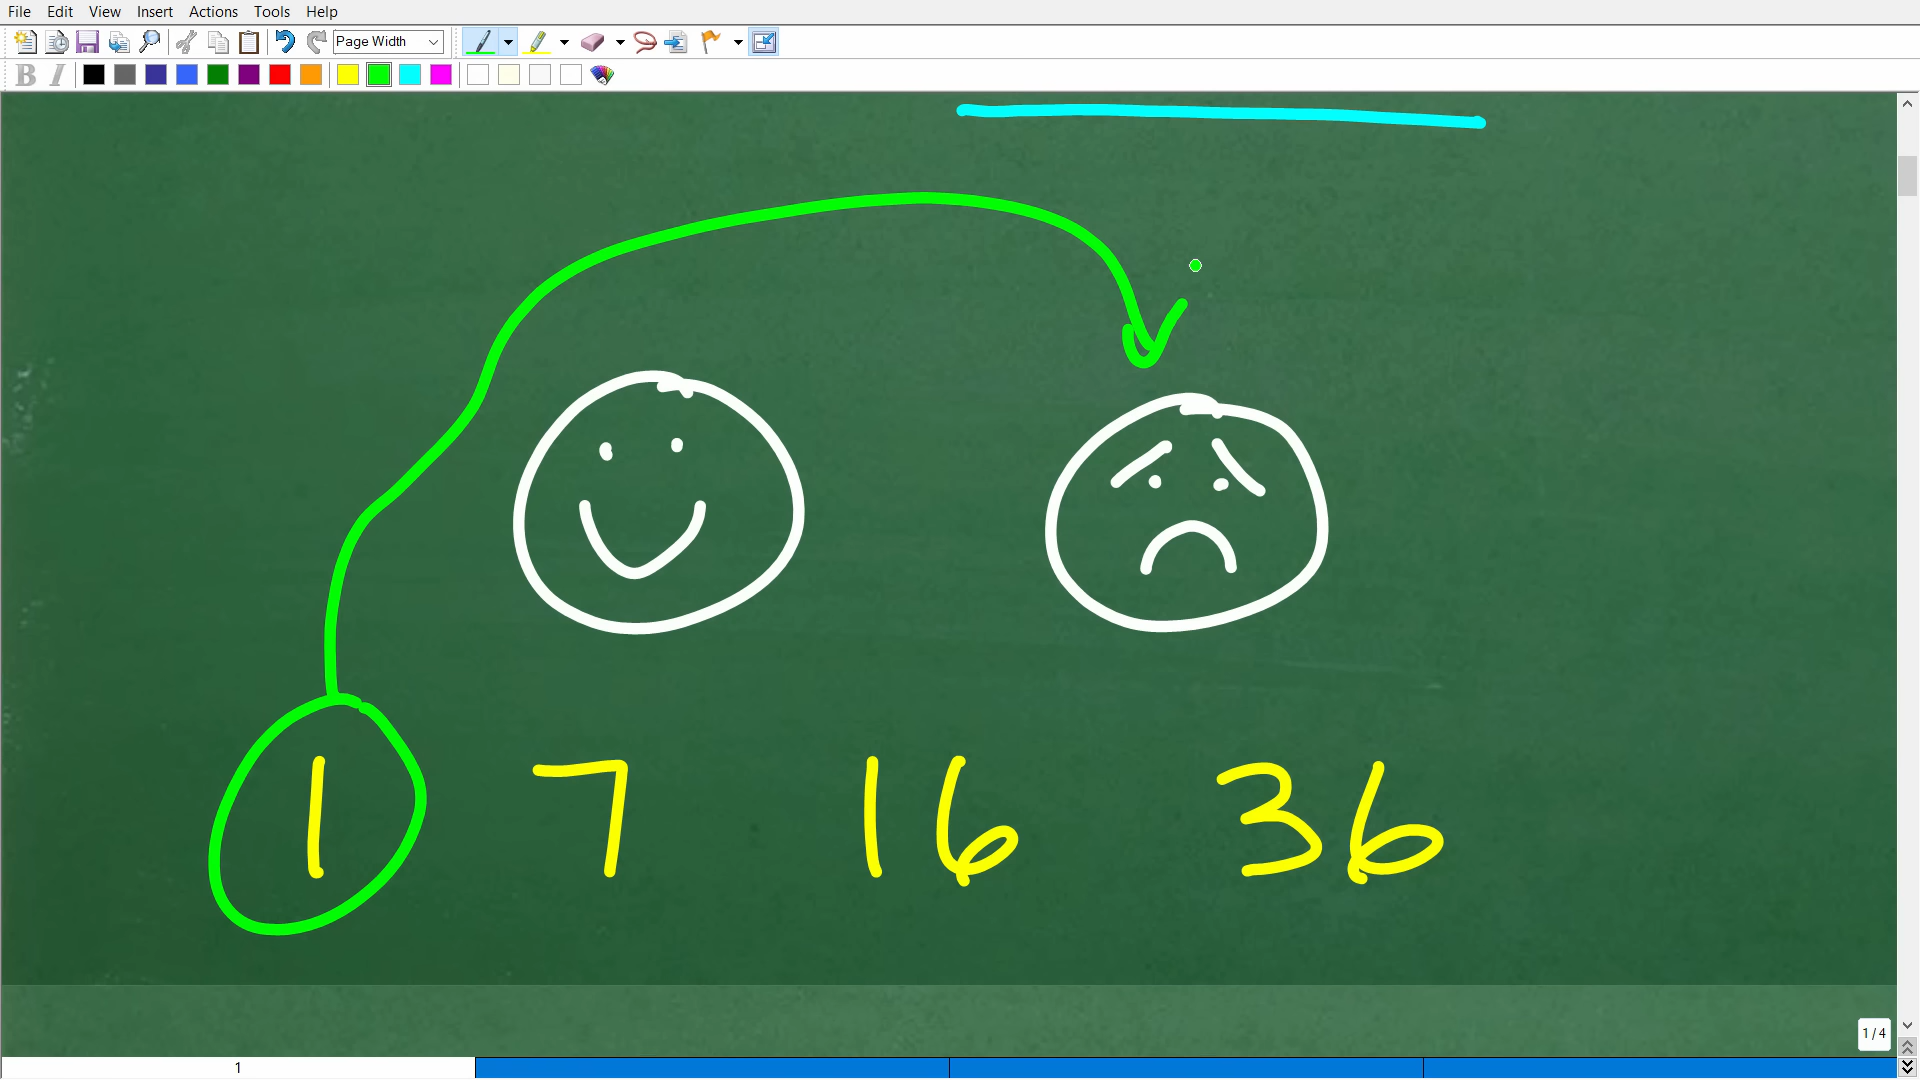 File Edit View Insert Actions Tools Help
Page Width
B I
1 7 16 36
1 / 4
1